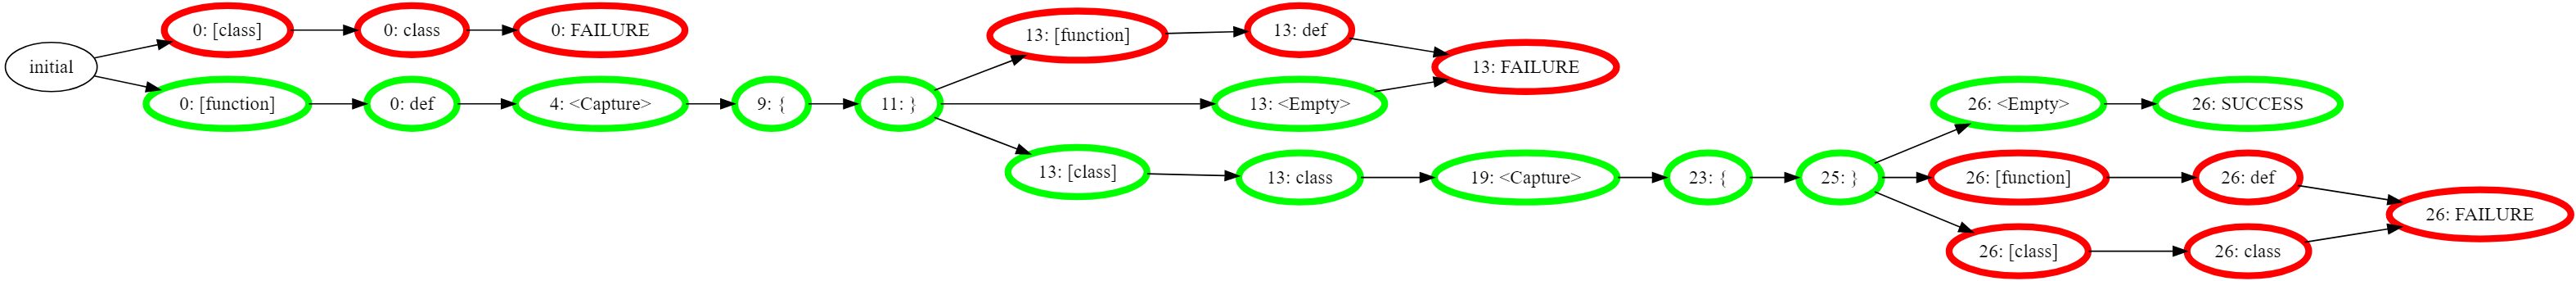 initial
0: [class]
0: class
0: FAILURE
0: [function]
0: def
4: <Capture>
9: {
11: }
13: [function]
13: def
13: FAILURE
13: <Empty>
13: [class]
13: class
19: <Capture>
23: {
25: }
26: <Empty>
26: SUCCESS
26: [function]
26: def
26: FAILURE
26: [class]
26: class